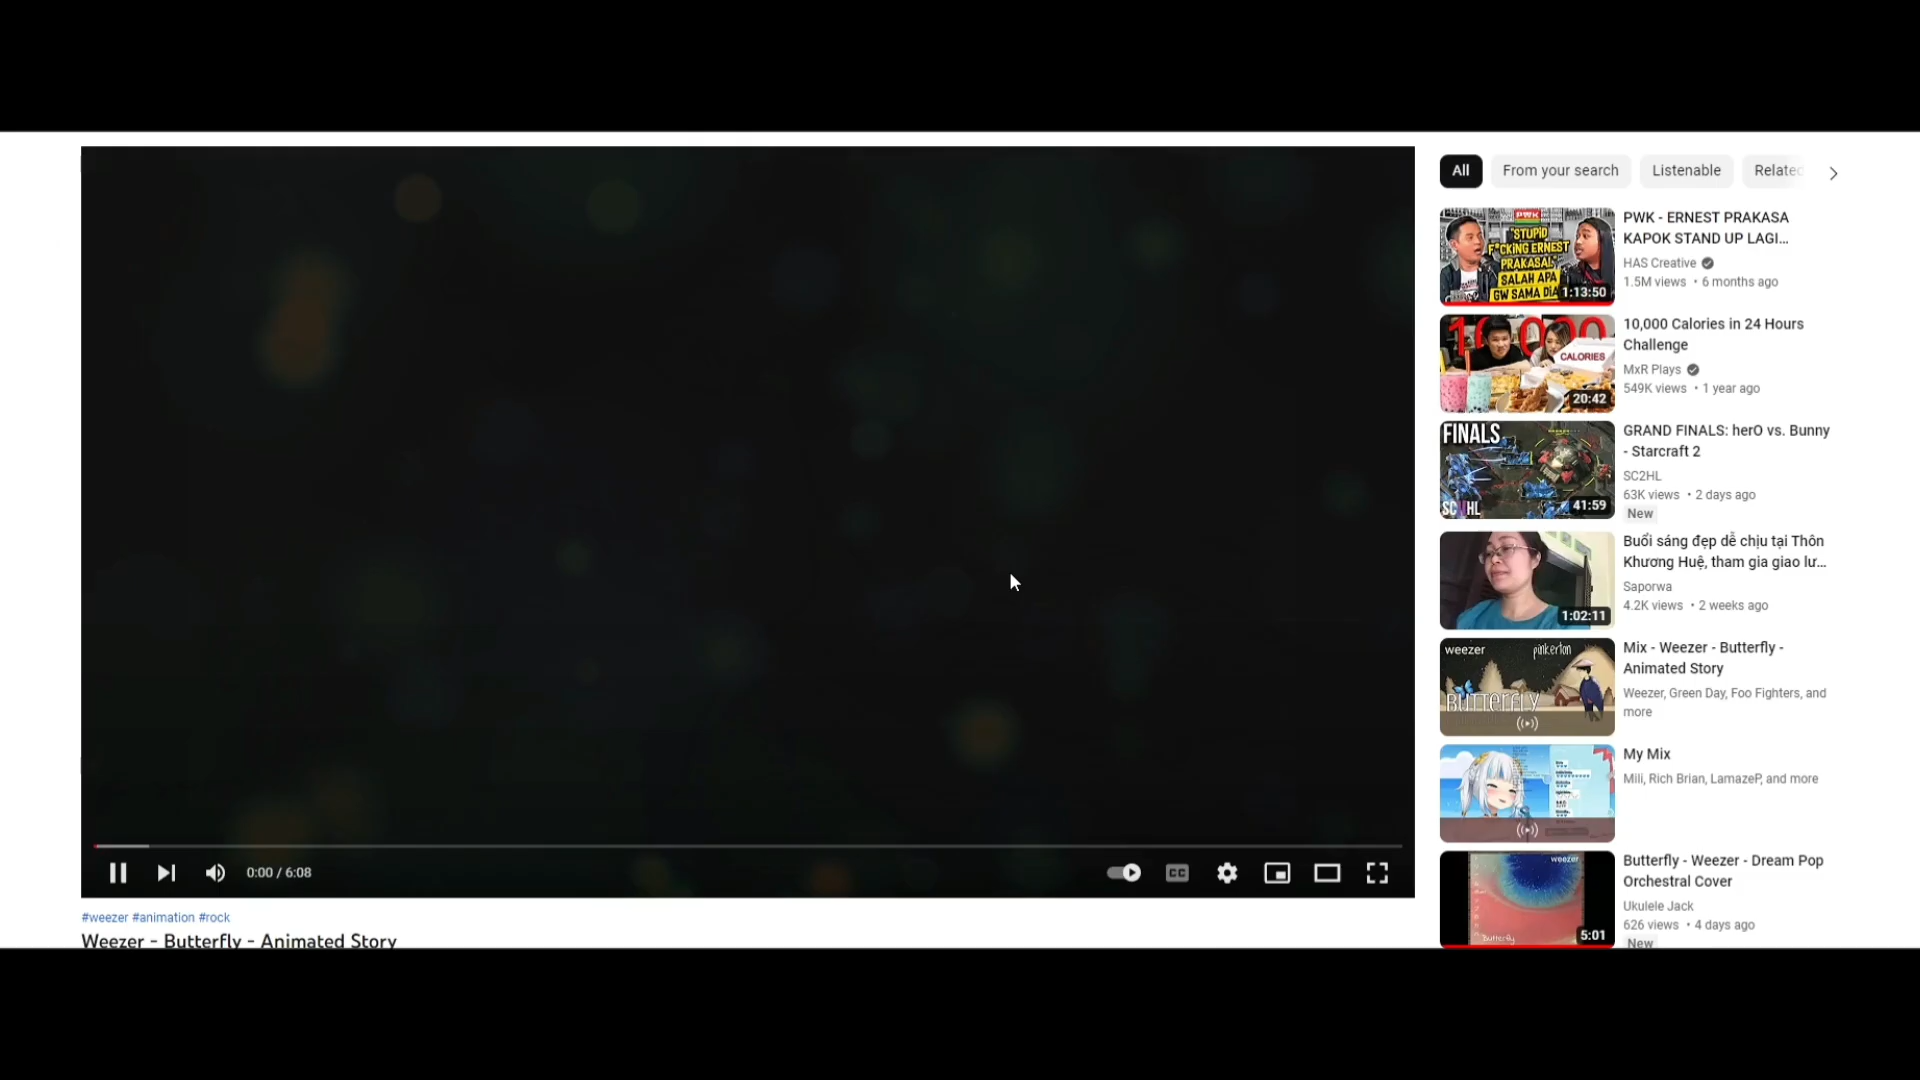 All
From your search
Listenable
Related
PWK
"STUPID
F*CKING ERNEST
PRAKASA!"
SALAH APA
GW SAMA DIA
1:13:50
PWK - ERNEST PRAKASA
KAPOK STAND UP LAGI...
HAS Creative
1.5M views • 6 months ago
10,000
CALORIES
20:42
10,000 Calories in 24 Hours
Challenge
MxR Plays
549K views • 1 year ago
FINALS
SC2HL
41:59
GRAND FINALS: herO vs. Bunny
- Starcraft 2
SC2HL
63K views • 2 days ago
New
1:02:11
Buổi sáng đẹp dễ chịu tại Thôn
Khương Huệ, tham gia giao lư...
Saporwa
4.2K views • 2 weeks ago
weezer
pinkerton
BUTTERFLY
Mix - Weezer - Butterfly -
Animated Story
Weezer, Green Day, Foo Fighters, and
more
My Mix
Mili, Rich Brian, LamazeP, and more
weezer
Butterfly
5:01
Butterfly - Weezer - Dream Pop
Orchestral Cover
Ukulele Jack
626 views • 4 days ago
New
0:00 / 6:08
CC
#weezer #animation #rock
Weezer - Butterfly - Animated Story